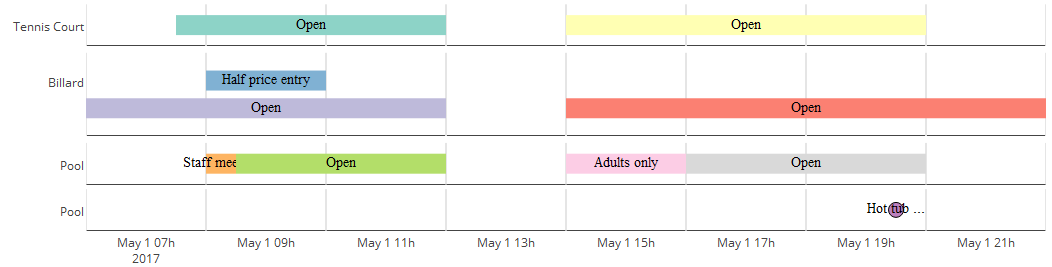 Tennis Court
Open
Open
Billard
Half price entry
Open
Open
Pool
Staff mee
Open
Adults only
Open
Pool
Hot tub ...
May 1 07h
2017
May 1 09h
May 1 11h
May 1 13h
May 1 15h
May 1 17h
May 1 19h
May 1 21h